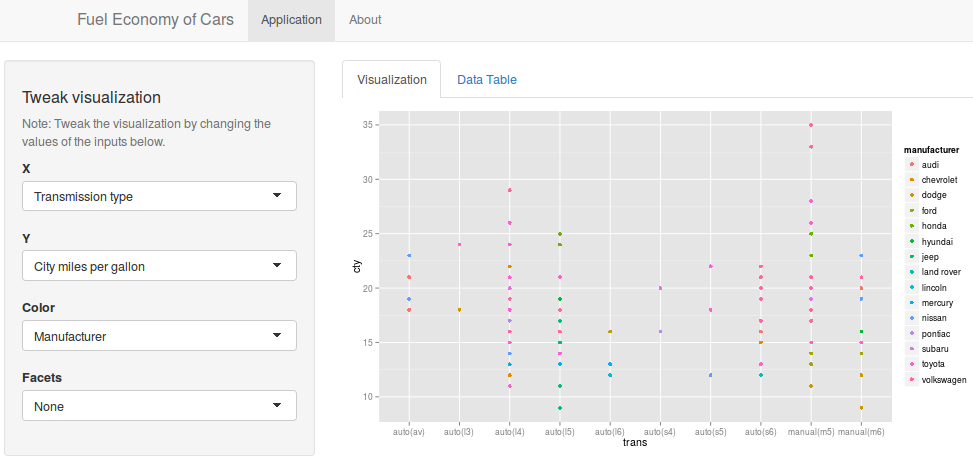 Fuel Economy of Cars
Application
About
Tweak visualization
Note: Tweak the visualization by changing the
values of the inputs below.
X
Transmission type
Y
City miles per gallon
Color
Manufacturer
Facets
None
Visualization
Data Table
35
30
25
20
15
10
cty
auto(av) auto(l3) auto(l4) auto(l5) auto(l6) auto(s4) auto(s5) auto(s6) manual(m5) manual(m6)
trans
manufacturer
audi
chevrolet
dodge
ford
honda
hyundai
jeep
land rover
lincoln
mercury
nissan
pontiac
subaru
toyota
volkswagen